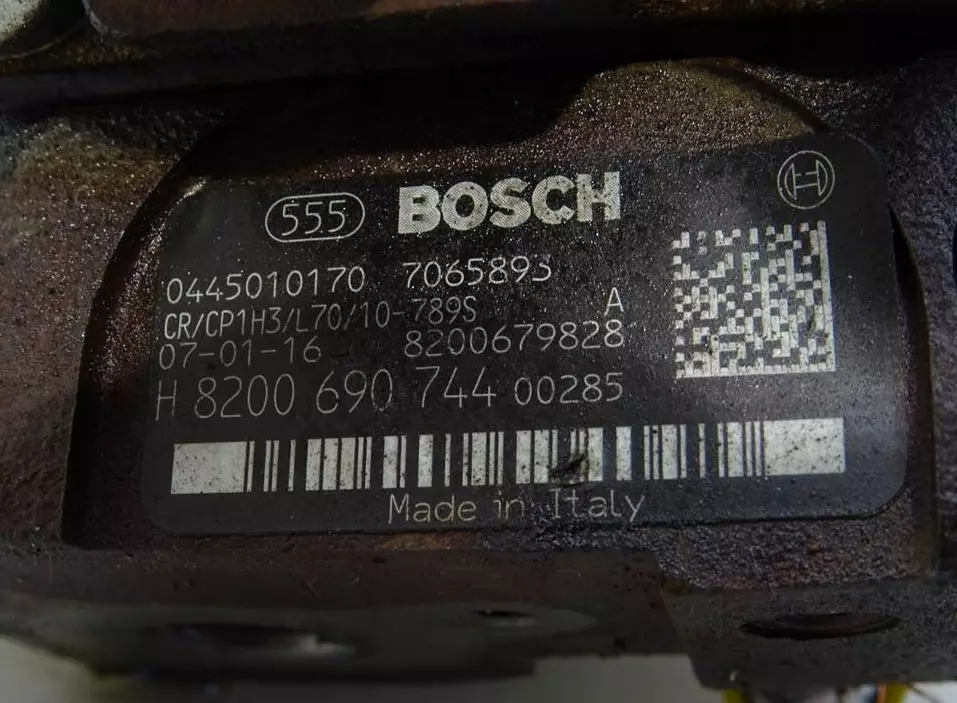 555 BOSCH
0445010170 7065893
CR/CP1H3/L70/10-789S A
07-01-16 8200679828
H 8200 690 744 00285
Made in Italy